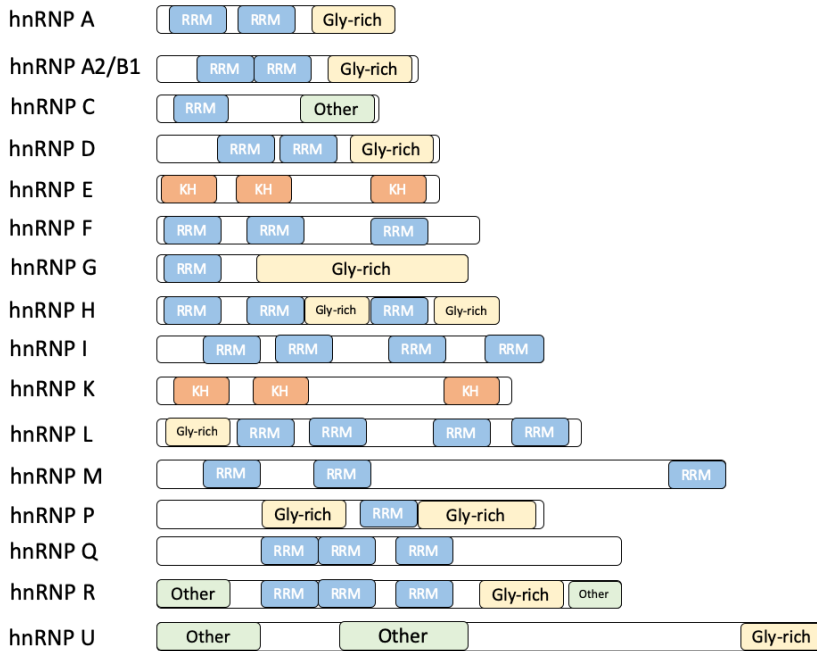 hnRNP A RRM RRM Gly-rich
hnRNP A2/B1 RRM RRM Gly-rich
hnRNP C RRM Other
hnRNP D RRM RRM Gly-rich
hnRNP E KH KH KH
hnRNP F RRM RRM RRM
hnRNP G RRM Gly-rich
hnRNP H RRM RRM Gly-rich RRM Gly-rich
hnRNP I RRM RRM RRM RRM
hnRNP K KH KH KH
hnRNP L Gly-rich RRM RRM RRM RRM
hnRNP M RRM RRM RRM
hnRNP P Gly-rich RRM Gly-rich
hnRNP Q RRM RRM RRM
hnRNP R Other RRM RRM RRM Gly-rich Other
hnRNP U Other Other Gly-rich